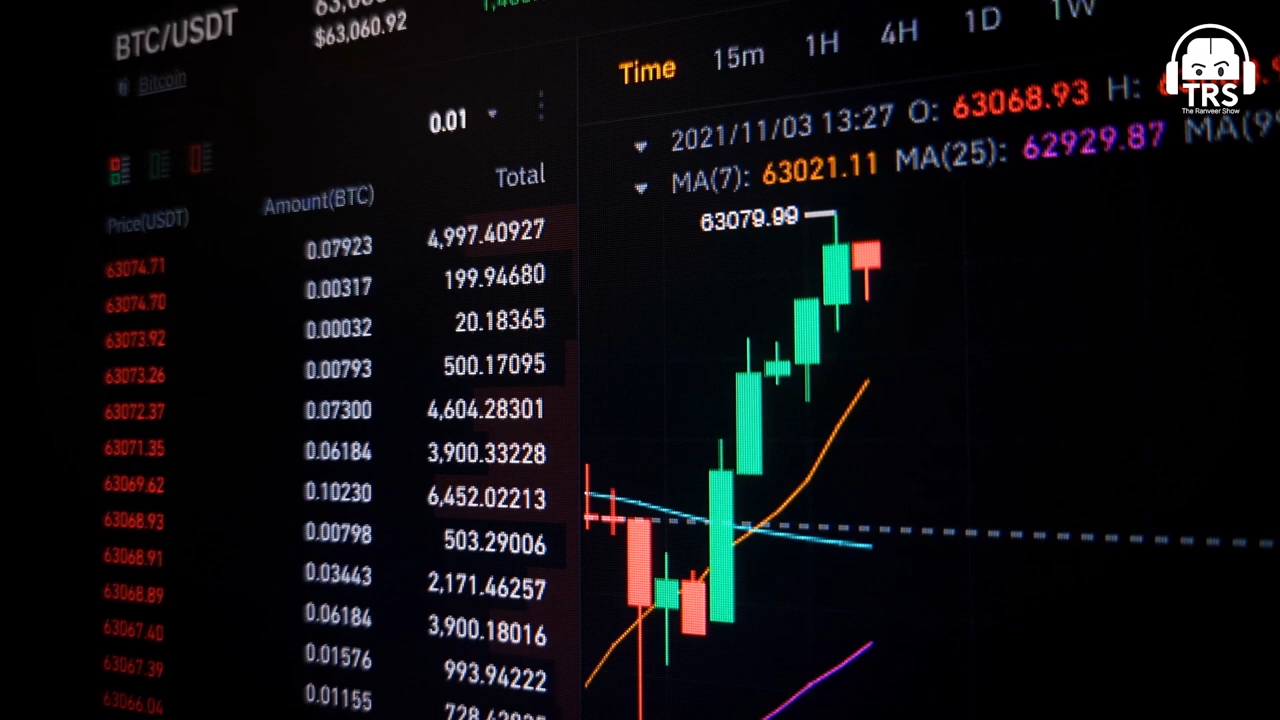 BTC/USDT
$63,060.92
Bitcoin
0.01
Price(USDT) Amount(BTC) Total
63074.71 0.07923 4,997.40927
63074.70 0.00317 199.94680
63073.92 0.00032 20.18365
63073.26 0.00793 500.17095
63072.37 0.07300 4,604.28301
63071.35 0.06184 3,900.33228
63069.62 0.10230 6,452.02213
63068.93 0.00798 503.29006
63068.91 0.03443 2,171.46257
63068.89 0.06184 3,900.18016
63067.40 0.01576 993.94222
63067.39 0.01155
63066.04
Time 15m 1H 4H 1D 1W
2021/11/03 13:27 O: 63068.93 H:
MA(7): 63021.11 MA(25): 62929.87
63079.99
TRS
The Ranveer Show